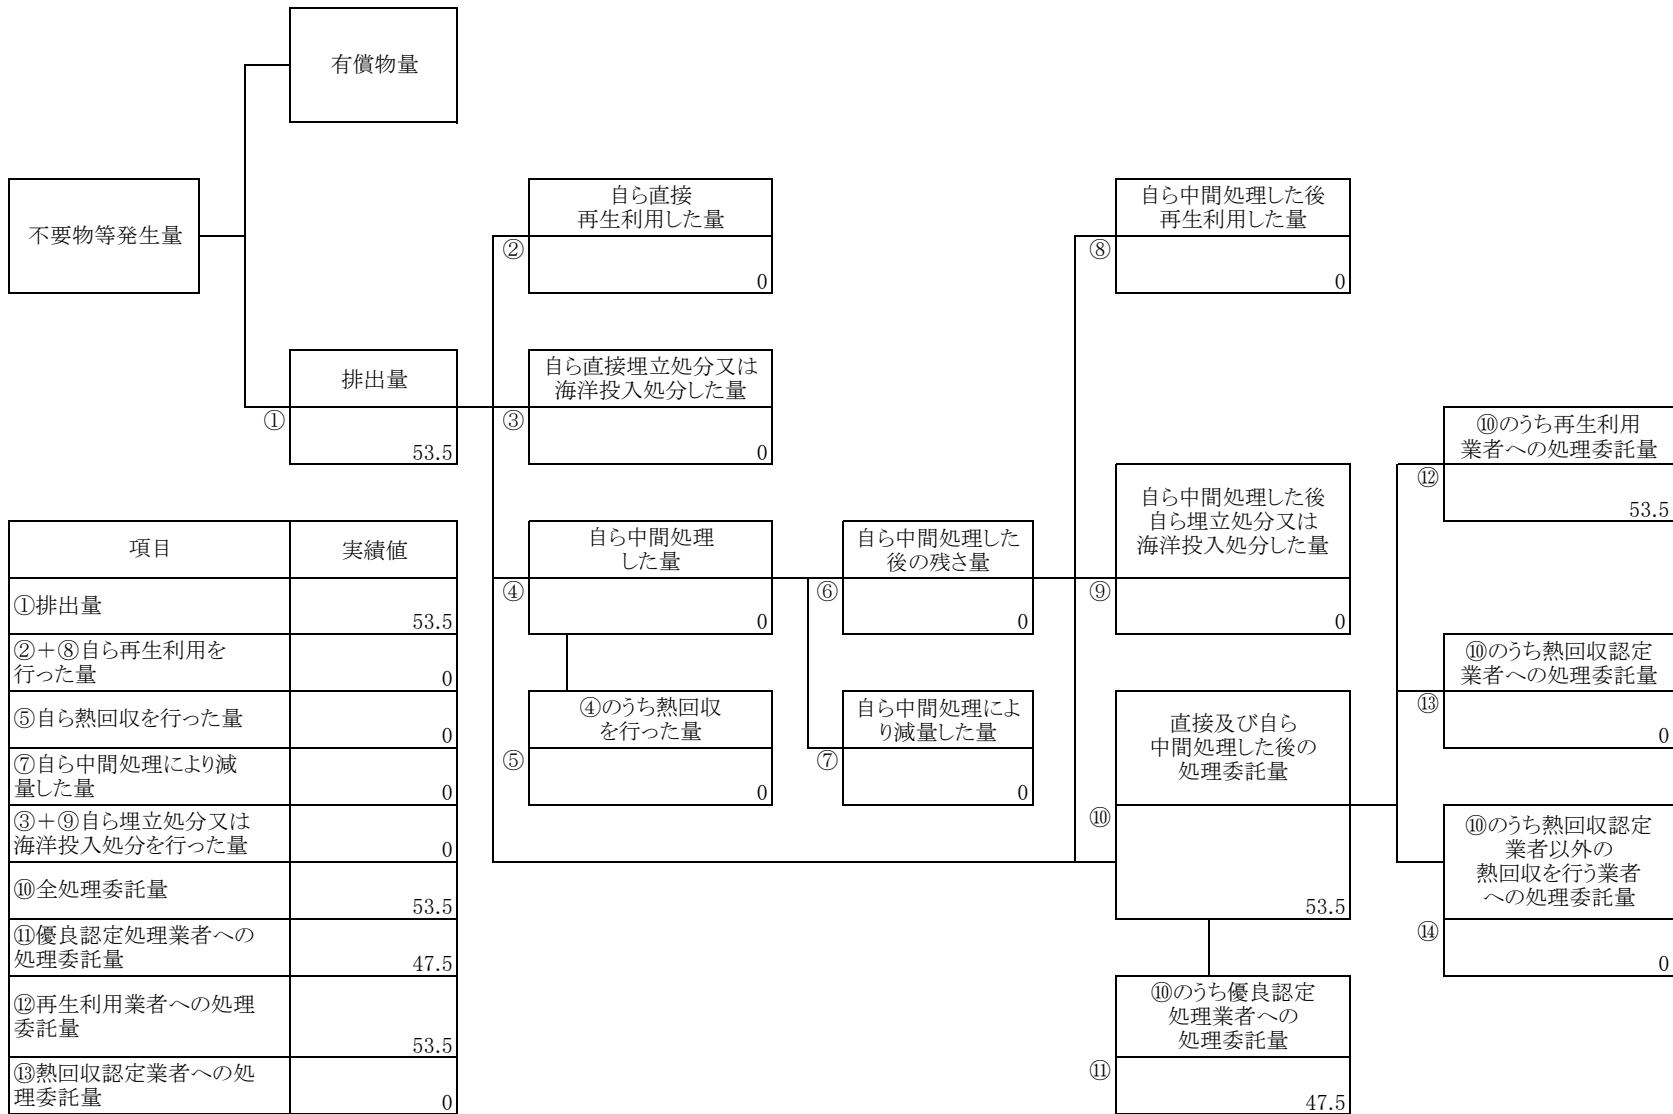 有償物量
不要物等発生量
自ら直接
再生利用した量
②
0
自ら中間処理した後
再生利用した量
⑧
0
排出量
①
53.5
自ら直接埋立処分又は
海洋投入処分した量
③
0
⑩のうち再生利用
業者への処理委託量
⑫
53.5
自ら中間処理した後
自ら埋立処分又は
海洋投入処分した量
⑨
0
自ら中間処理
した量
④
0
自ら中間処理した
後の残さ量
⑥
0
⑩のうち熱回収認定
業者への処理委託量
⑬
0
④のうち熱回収
を行った量
⑤
0
自ら中間処理によ
り減量した量
⑦
0
直接及び自ら
中間処理した後の
処理委託量
⑩
53.5
⑩のうち熱回収認定
業者以外の
熱回収を行う業者
への処理委託量
⑭
0
⑩のうち優良認定
処理業者への
処理委託量
⑪
47.5
項目 実績値
①排出量
53.5
②＋⑧自ら再生利用を
行った量
0
⑤自ら熱回収を行った量
0
⑦自ら中間処理により減
量した量
0
③＋⑨自ら埋立処分又は
海洋投入処分を行った量
0
⑩全処理委託量
53.5
⑪優良認定処理業者への
処理委託量
47.5
⑫再生利用業者への処理
委託量
53.5
⑬熱回収認定業者への処
理委託量
0